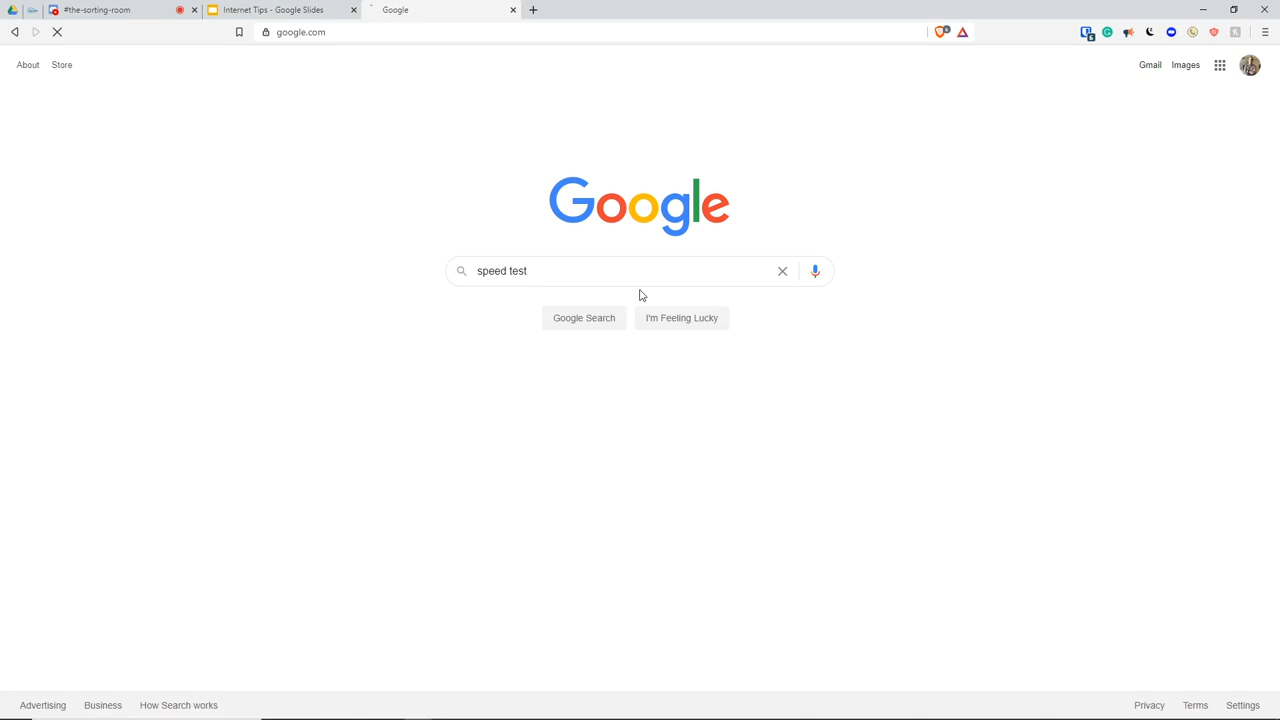 #the-sorting-room
Internet Tips - Google Slides
Google
google.com
6
About Store
Gmail Images
Google
speed test
Google Search I'm Feeling Lucky
Advertising Business How Search works
Privacy Terms Settings